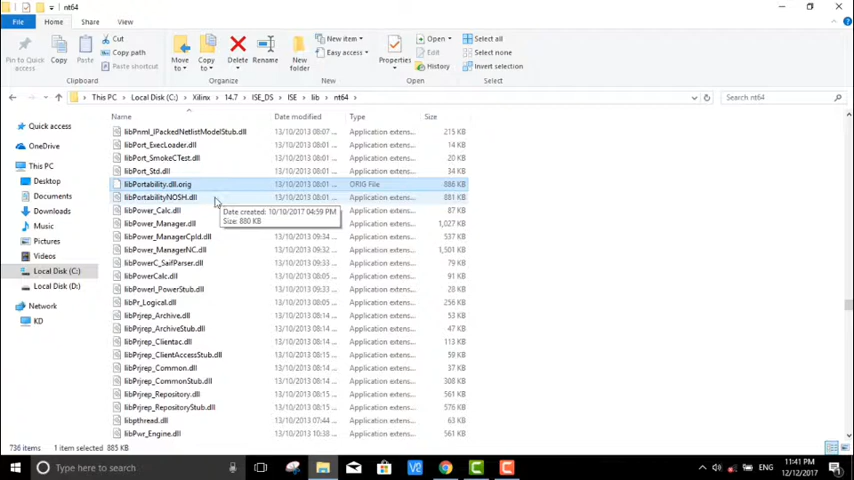 nt64
File Home Share View
Pin to Quick access
Copy
Paste
Cut
Copy path
Paste shortcut
Clipboard
Move to
Copy to
Delete
Rename
Organize
New folder
New item
Easy access
New
Properties
Open
Edit
History
Open
Select all
Select none
Invert selection
Select
This PC › Local Disk (C:) › Xilinx › 14.7 › ISE_DS › ISE › lib › nt64 ›
Search nt64
Quick access
OneDrive
This PC
Desktop
Documents
Downloads
Music
Pictures
Videos
Local Disk (C:)
Local Disk (D:)
Network
KD
Name Date modified Type Size
libPnml_IPackedNetlistModelStub.dll 13/10/2013 08:07 ... Application extens... 215 KB
libPort_ExecLoader.dll 13/10/2013 08:01 ... Application extens... 14 KB
libPort_SmokeCTest.dll 13/10/2013 08:01 ... Application extens... 20 KB
libPort_Std.dll 13/10/2013 08:01 ... Application extens... 34 KB
libPortability.dll.orig 13/10/2013 08:01 ... ORIG File 886 KB
libPortabilityNOSH.dll 13/10/2013 08:01 ... Application extens... 881 KB
Date created: 10/10/2017 04:59 PM
Size: 880 KB
libPower_Calc.dll Application extens... 87 KB
libPower_Manager.dll Application extens... 1,027 KB
libPower_ManagerCpld.dll 13/10/2013 09:34 ... Application extens... 537 KB
libPower_ManagerNC.dll 13/10/2013 09:32 ... Application extens... 1,501 KB
libPowerC_SaifParser.dll 13/10/2013 09:33 ... Application extens... 79 KB
libPowerCalc.dll 13/10/2013 08:01 ... Application extens... 91 KB
libPowerI_PowerStub.dll 13/10/2013 09:33 ... Application extens... 28 KB
libPr_Logical.dll 13/10/2013 08:05 ... Application extens... 256 KB
libPrjrep_Archive.dll 13/10/2013 08:14 ... Application extens... 53 KB
libPrjrep_ArchiveStub.dll 13/10/2013 08:14 ... Application extens... 47 KB
libPrjrep_Clientac.dll 13/10/2013 08:14 ... Application extens... 113 KB
libPrjrep_ClientAccessStub.dll 13/10/2013 08:15 ... Application extens... 59 KB
libPrjrep_Common.dll 13/10/2013 08:14 ... Application extens... 37 KB
libPrjrep_CommonStub.dll 13/10/2013 08:14 ... Application extens... 308 KB
libPrjrep_Repository.dll 13/10/2013 08:15 ... Application extens... 561 KB
libPrjrep_RepositoryStub.dll 13/10/2013 08:15 ... Application extens... 576 KB
libpthread.dll 13/10/2013 07:44 ... Application extens... 61 KB
libPwr_Engine.dll 13/10/2013 10:38 ... Application extens... 434 KB
736 items 1 item selected 885 KB
Type here to search
ENG
11:41 PM
12/12/2017